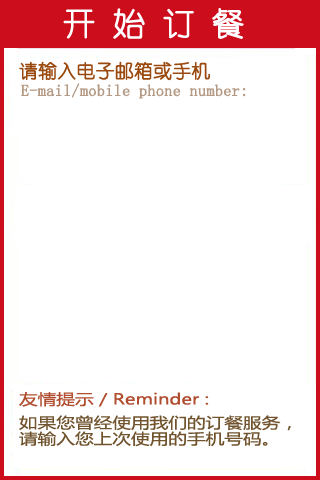 开始订餐
请输入电子邮箱或手机
E-mail/mobile phone number:
友情提示 / Reminder :
如果您曾经使用我们的订餐服务，
请输入您上次使用的手机号码。